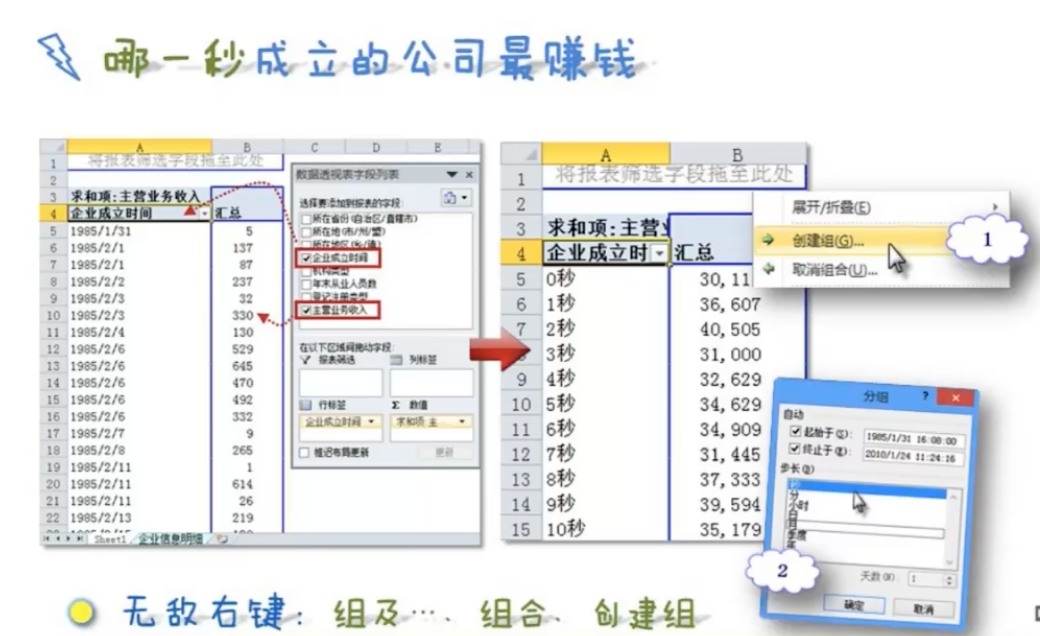 哪一秒成立的公司最赚钱
A B C D E
1 将报表筛选字段拖至此处
2
3 求和项:主营业务收入
4 企业成立时间 汇总
5 1985/1/31 5
6 1985/2/1 137
7 1985/2/1 87
8 1985/2/2 237
9 1985/2/3 32
10 1985/2/3 330
11 1985/2/4 130
12 1985/2/6 529
13 1985/2/6 645
14 1985/2/6 470
15 1985/2/6 492
16 1985/2/6 332
17 1985/2/7 9
18 1985/2/8 265
19 1985/2/11 1
20 1985/2/11 614
21 1985/2/11 26
22 1985/2/13 219
Sheet1 企业信息明细
数据透视表字段列表
选择要添加到报表的字段:
所在省份(自治区/直辖市)
所在地(市/州/盟)
所在地区(乡/镇)
企业成立时间
机构类型
年末从业人员数
登记注册类型
主营业务收入
在以下区域间拖动字段:
报表筛选 列标签
行标签 Σ 数值
企业成立时间 求和项 主
推迟布局更新 更新
A B
1 将报表筛选字段拖至此处
2
3 求和项:主营
4 企业成立时 汇总
5 0秒 30,11
6 1秒 36,607
7 2秒 40,505
8 3秒 31,000
9 4秒 32,629
10 5秒 34,629
11 6秒 34,909
12 7秒 31,445
13 8秒 37,333
14 9秒 39,594
15 10秒 35,179
展开/折叠(E)
创建组(G)...
取消组合(U)...
1
分组
自动
起始于(S): 1985/1/31 16:08:00
终止于(E): 2010/1/24 11:24:16
步长(B)
秒
分
小时
日
月
季度
年
天数(N): 1
确定 取消
2
无敌右键:组及…、组合、创建组